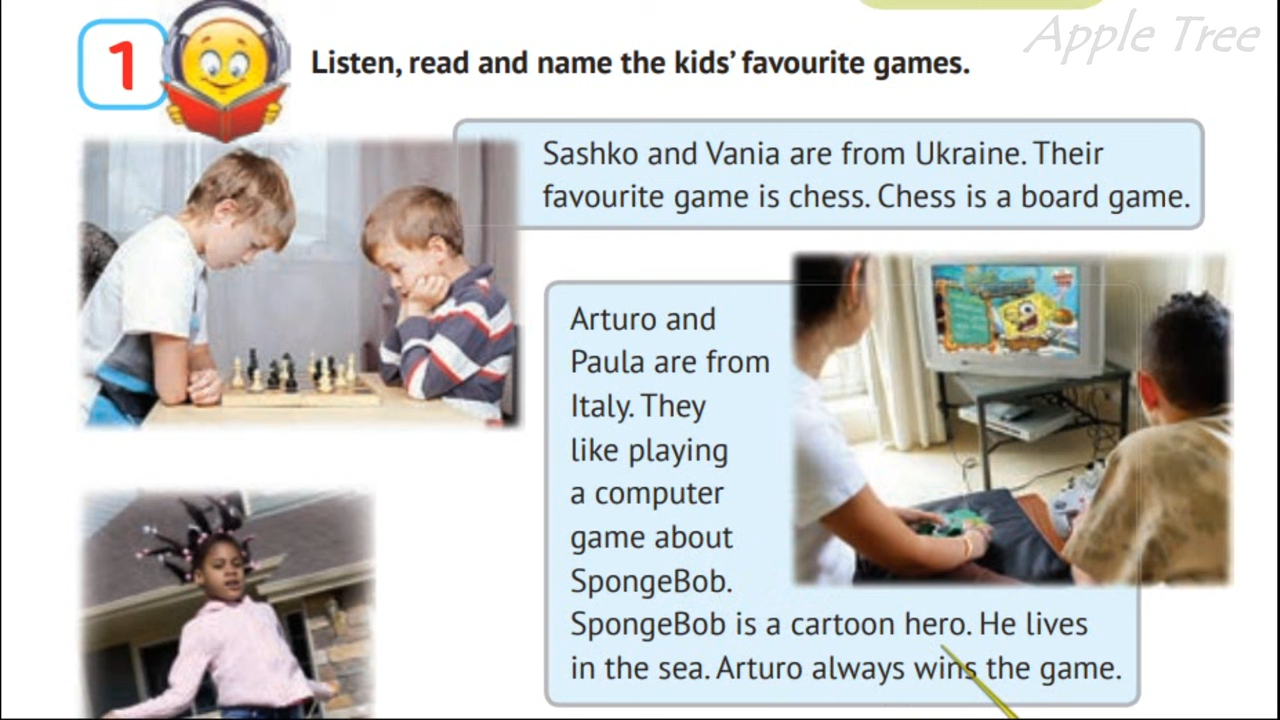 Apple Tree
1
Listen, read and name the kids' favourite games.
Sashko and Vania are from Ukraine. Their
favourite game is chess. Chess is a board game.
Arturo and
Paula are from
Italy. They
like playing
a computer
game about
SpongeBob.
SpongeBob is a cartoon hero. He lives
in the sea. Arturo always wins the game.